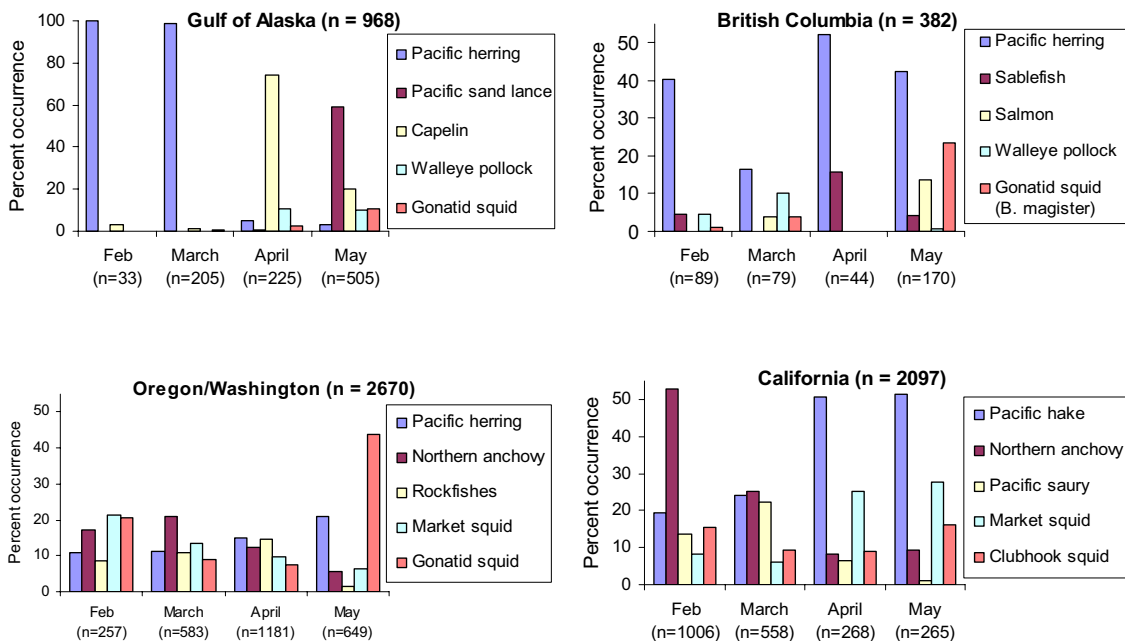 Gulf of Alaska (n = 968)
Percent occurrence
100
80
60
40
20
0
Feb
March
April
May
(n=33)
(n=205)
(n=225)
(n=505)
Pacific herring
Pacific sand lance
Capelin
Walleye pollock
Gonatid squid
British Columbia (n = 382)
Percent occurrence
50
40
30
20
10
0
Feb
March
April
May
(n=89)
(n=79)
(n=44)
(n=170)
Pacific herring
Sablefish
Salmon
Walleye pollock
Gonatid squid
(B. magister)
Oregon/Washington (n = 2670)
Percent occurrence
50
40
30
20
10
0
Feb
March
April
May
(n=257)
(n=583)
(n=1181)
(n=649)
Pacific herring
Northern anchovy
Rockfishes
Market squid
Gonatid squid
California (n = 2097)
Percent occurrence
50
40
30
20
10
0
Feb
March
April
May
(n=1006)
(n=558)
(n=268)
(n=265)
Pacific hake
Northern anchovy
Pacific saury
Market squid
Clubhook squid